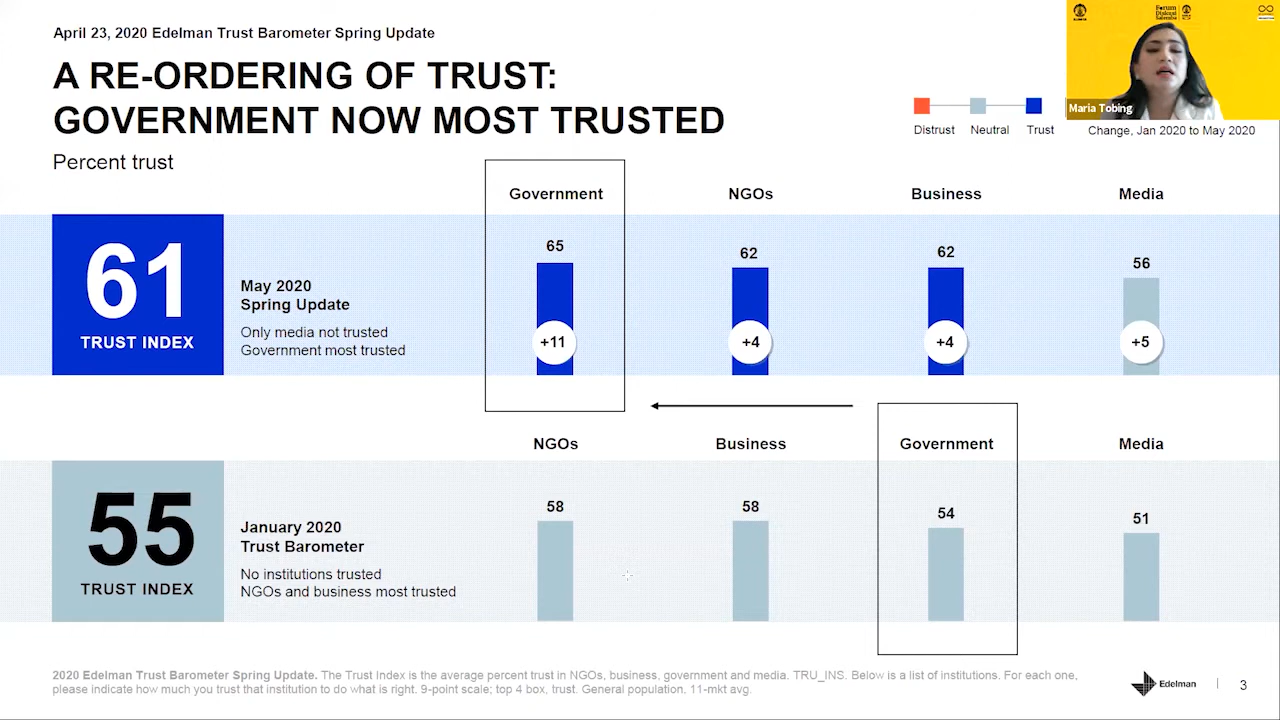 April 23, 2020 Edelman Trust Barometer Spring Update
A RE-ORDERING OF TRUST:
GOVERNMENT NOW MOST TRUSTED
Percent trust
Forum
Diskusi
Salemba
Maria Tobing
Distrust Neutral Trust
Change, Jan 2020 to May 2020
Government NGOs Business Media
61
TRUST INDEX
May 2020
Spring Update
Only media not trusted
Government most trusted
65 62 62 56
+11 +4 +4 +5
NGOs Business Government Media
55
TRUST INDEX
January 2020
Trust Barometer
No institutions trusted
NGOs and business most trusted
58 58 54 51
2020 Edelman Trust Barometer Spring Update. The Trust Index is the average percent trust in NGOs, business, government and media. TRU_INS. Below is a list of institutions. For each one,
please indicate how much you trust that institution to do what is right. 9-point scale; top 4 box, trust. General population. 11-mkt avg.
Edelman
3